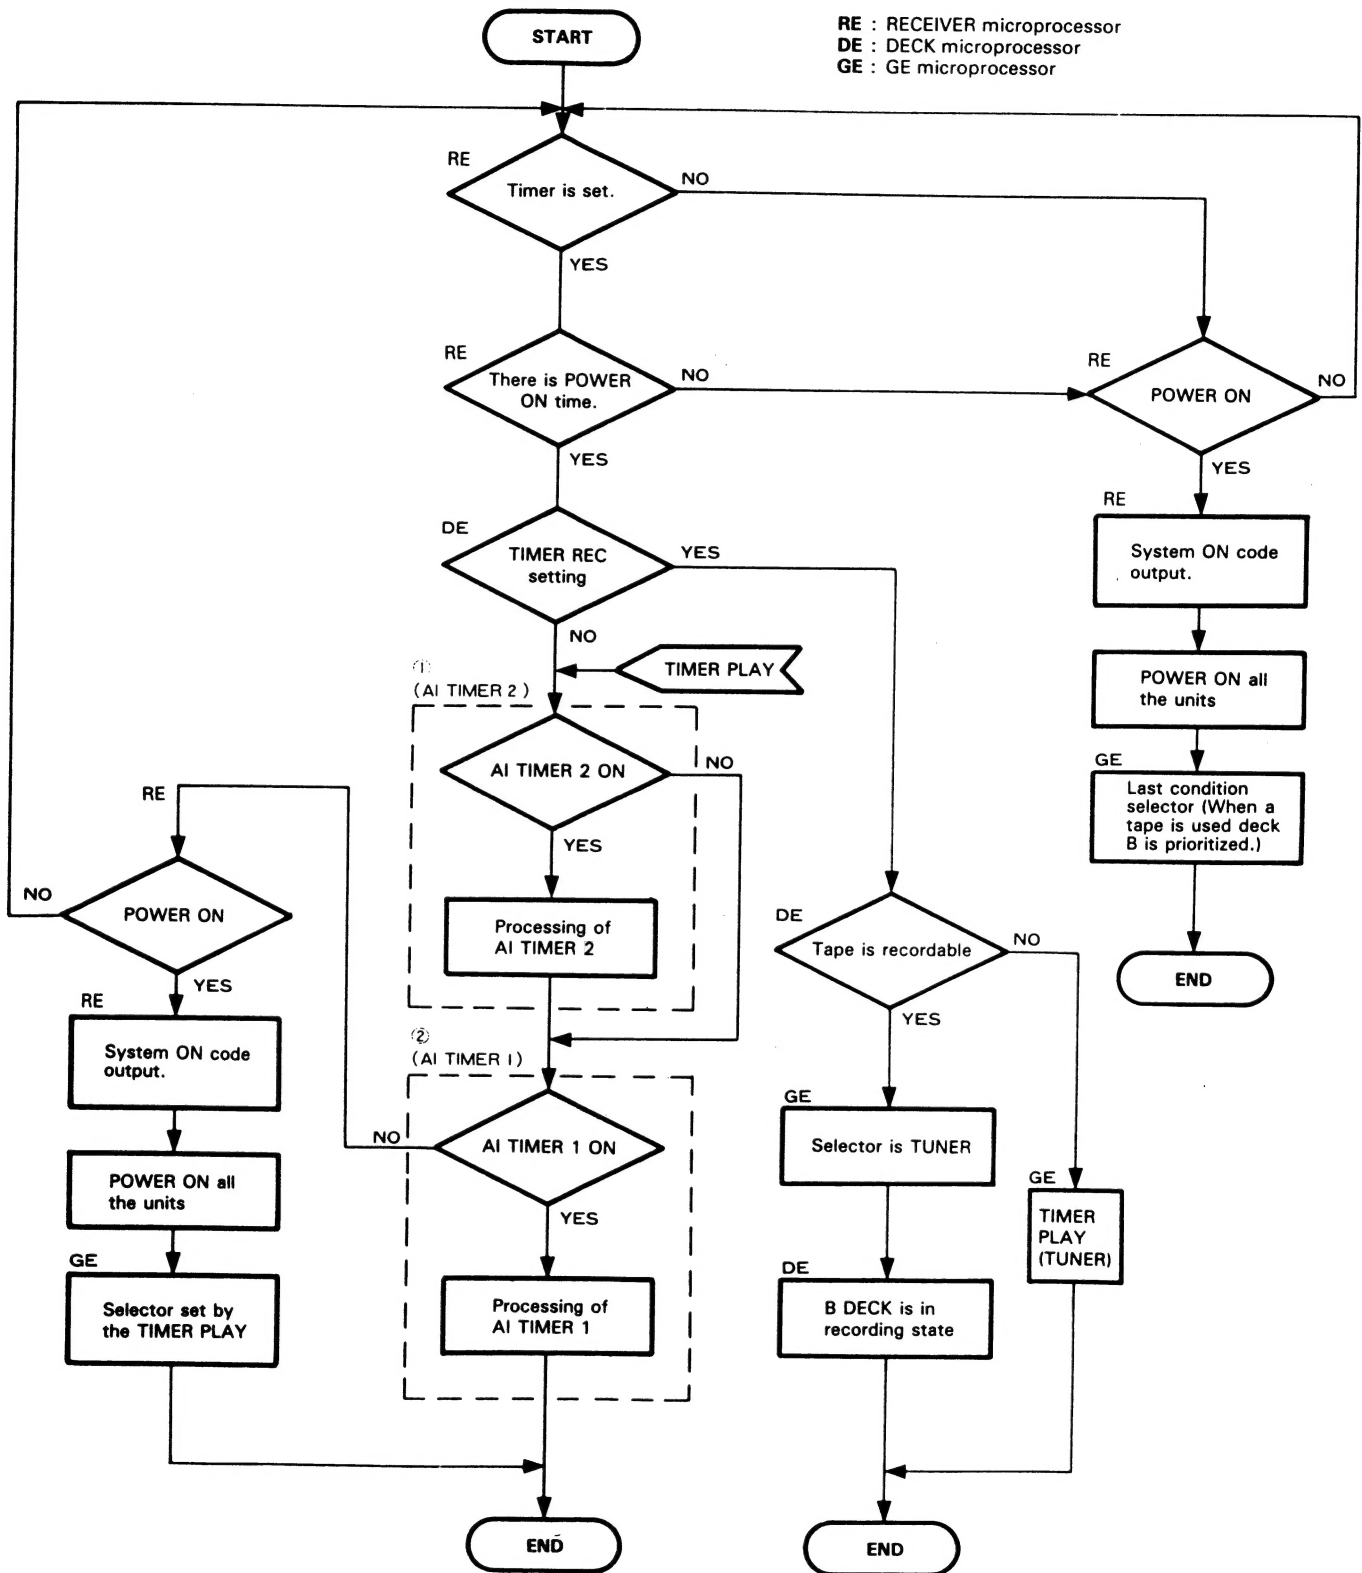 START
RE : RECEIVER microprocessor
DE : DECK microprocessor
GE : GE microprocessor
RE
Timer is set.
NO
YES
RE
There is POWER
ON time.
NO
YES
RE
POWER ON
NO
YES
RE
System ON code
output.
POWER ON all
the units
GE
Last condition
selector (When a
tape is used deck
B is prioritized.)
END
DE
TIMER REC
setting
YES
NO
TIMER PLAY
①
(AI TIMER 2)
AI TIMER 2 ON
NO
YES
Processing of
AI TIMER 2
②
(AI TIMER 1)
AI TIMER 1 ON
NO
YES
Processing of
AI TIMER 1
END
RE
POWER ON
NO
YES
RE
System ON code
output.
POWER ON all
the units
GE
Selector set by
the TIMER PLAY
DE
Tape is recordable
NO
YES
GE
Selector is TUNER
DE
B DECK is in
recording state
GE
TIMER
PLAY
(TUNER)
END